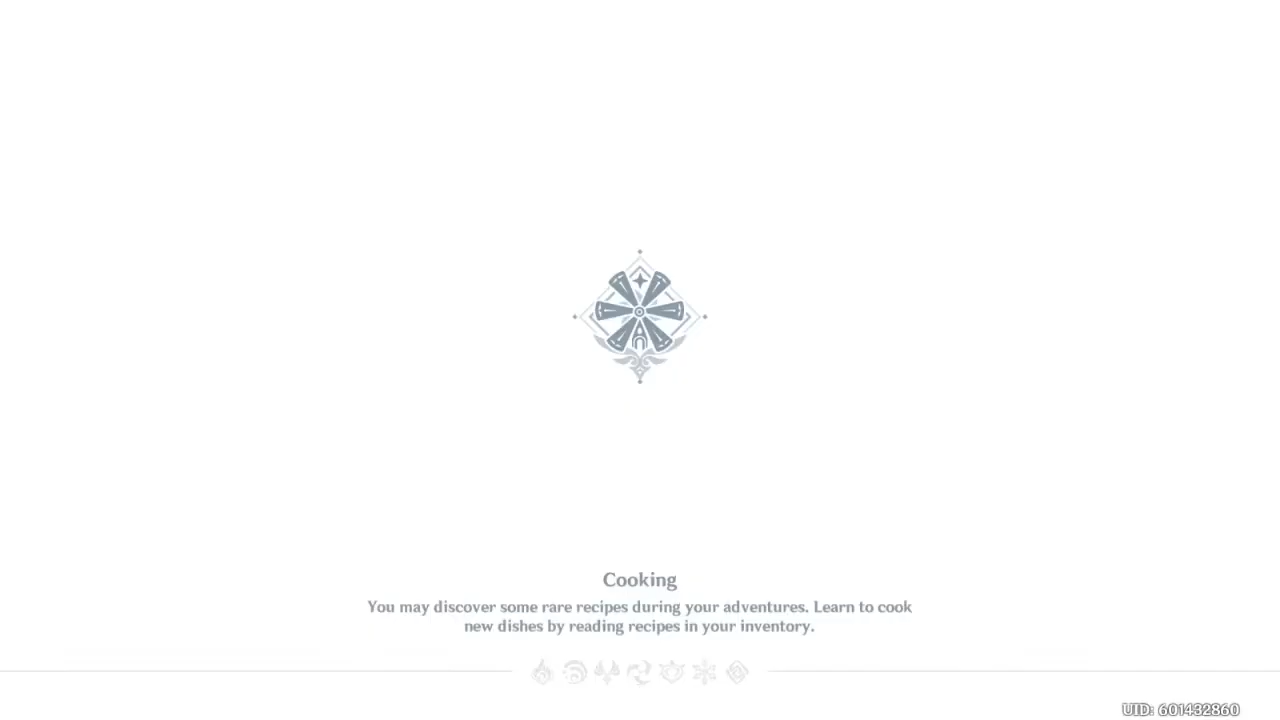 Cooking
You may discover some rare recipes during your adventures. Learn to cook
new dishes by reading recipes in your inventory.
UID: 601432860